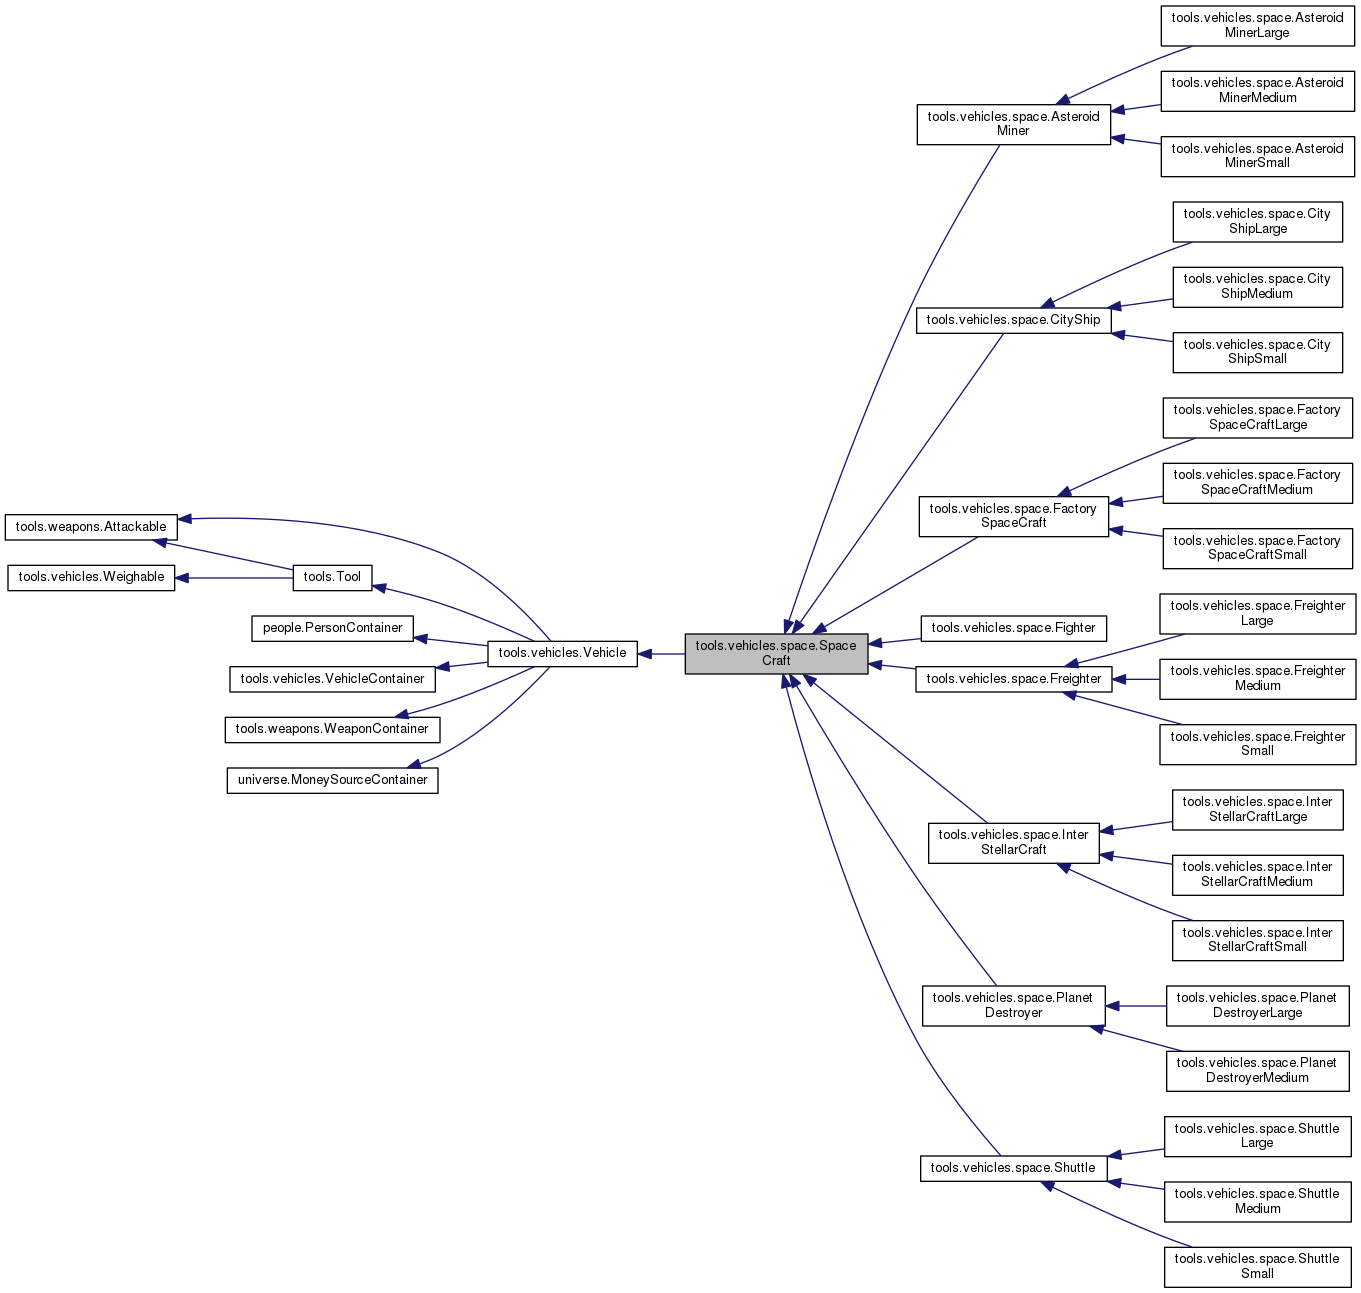 tools.weapons.Attackable
tools.vehicles.Weighable
tools.Tool
people.PersonContainer
tools.vehicles.VehicleContainer
tools.weapons.WeaponContainer
universe.MoneySourceContainer
tools.vehicles.Vehicle
tools.vehicles.space.Space
Craft
tools.vehicles.space.Asteroid
Miner
tools.vehicles.space.CityShip
tools.vehicles.space.Factory
SpaceCraft
tools.vehicles.space.Fighter
tools.vehicles.space.Freighter
tools.vehicles.space.Inter
StellarCraft
tools.vehicles.space.Planet
Destroyer
tools.vehicles.space.Shuttle
tools.vehicles.space.Asteroid
MinerLarge
tools.vehicles.space.Asteroid
MinerMedium
tools.vehicles.space.Asteroid
MinerSmall
tools.vehicles.space.City
ShipLarge
tools.vehicles.space.City
ShipMedium
tools.vehicles.space.City
ShipSmall
tools.vehicles.space.Factory
SpaceCraftLarge
tools.vehicles.space.Factory
SpaceCraftMedium
tools.vehicles.space.Factory
SpaceCraftSmall
tools.vehicles.space.Freighter
Large
tools.vehicles.space.Freighter
Medium
tools.vehicles.space.Freighter
Small
tools.vehicles.space.Inter
StellarCraftLarge
tools.vehicles.space.Inter
StellarCraftMedium
tools.vehicles.space.Inter
StellarCraftSmall
tools.vehicles.space.Planet
DestroyerLarge
tools.vehicles.space.Planet
DestroyerMedium
tools.vehicles.space.Shuttle
Large
tools.vehicles.space.Shuttle
Medium
tools.vehicles.space.Shuttle
Small